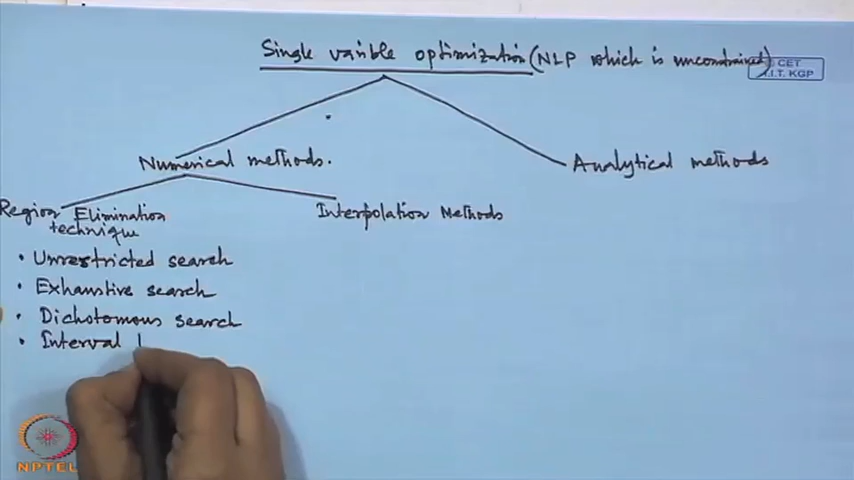 Single vaible optimization (NLP which is unconstrained)
© CET
I.I.T. KGP
Numerical methods.
Analytical methods
Region Elimination
technique
Interpolation Methods
• Unrestricted search
• Exhaustive search
• Dichotomous search
• Interval
NPTEL